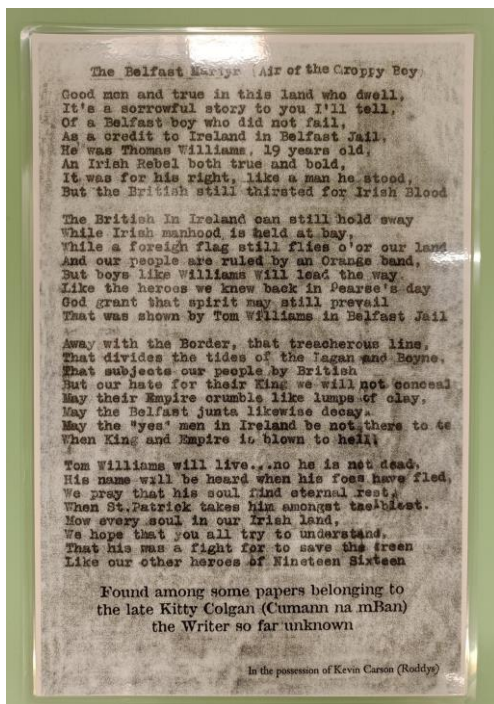 The Belfast Martyr (Air of the Croppy Boy)
Good men and true in this land who dwell,
It's a sorrowful story to you I'll tell,
Of a Belfast boy who did not fail,
As a credit to Ireland in Belfast Jail.
He was Thomas Williams, 19 years old,
An Irish Rebel both true and bold,
It was for his right, like a man he stood,
But the British still thirsted for Irish Blood
The British In Ireland can still hold sway
While Irish manhood is held at bay,
While a foreign flag still flies o'or our land
And our people are ruled by an Orange band,
But boys like Williams will lead the way.
Like the heroes we knew back in Pearse's day
God grant that spirit may still prevail
That was shown by Tom Williams in Belfast Jail
Away with the Border, that treacherous line,
That divides the tides of the Lagan and Boyne,
That subjects our people by British
But our hate for their King we will not conceal
May their Empire crumble like lumps of clay,
May the Belfast junta likewise decay.
May the "yes" men in Ireland be not there to te
When King and Empire is blown to hell!
Tom Williams will live...no he is not dead,
His name will be heard when his foes have fled,
We pray that his soul find eternal rest,
When St.Patrick takes him amongst the blest.
Now every soul in our Irish land,
We hope that you all try to understand,
That his was a fight for to save the
Like our other heroes of Nineteen Sixteen
Found among some papers belonging to
the late Kitty Colgan (Cumann na mBan)
the Writer so far unknown
In the possession of Kevin Carson (Roddys)